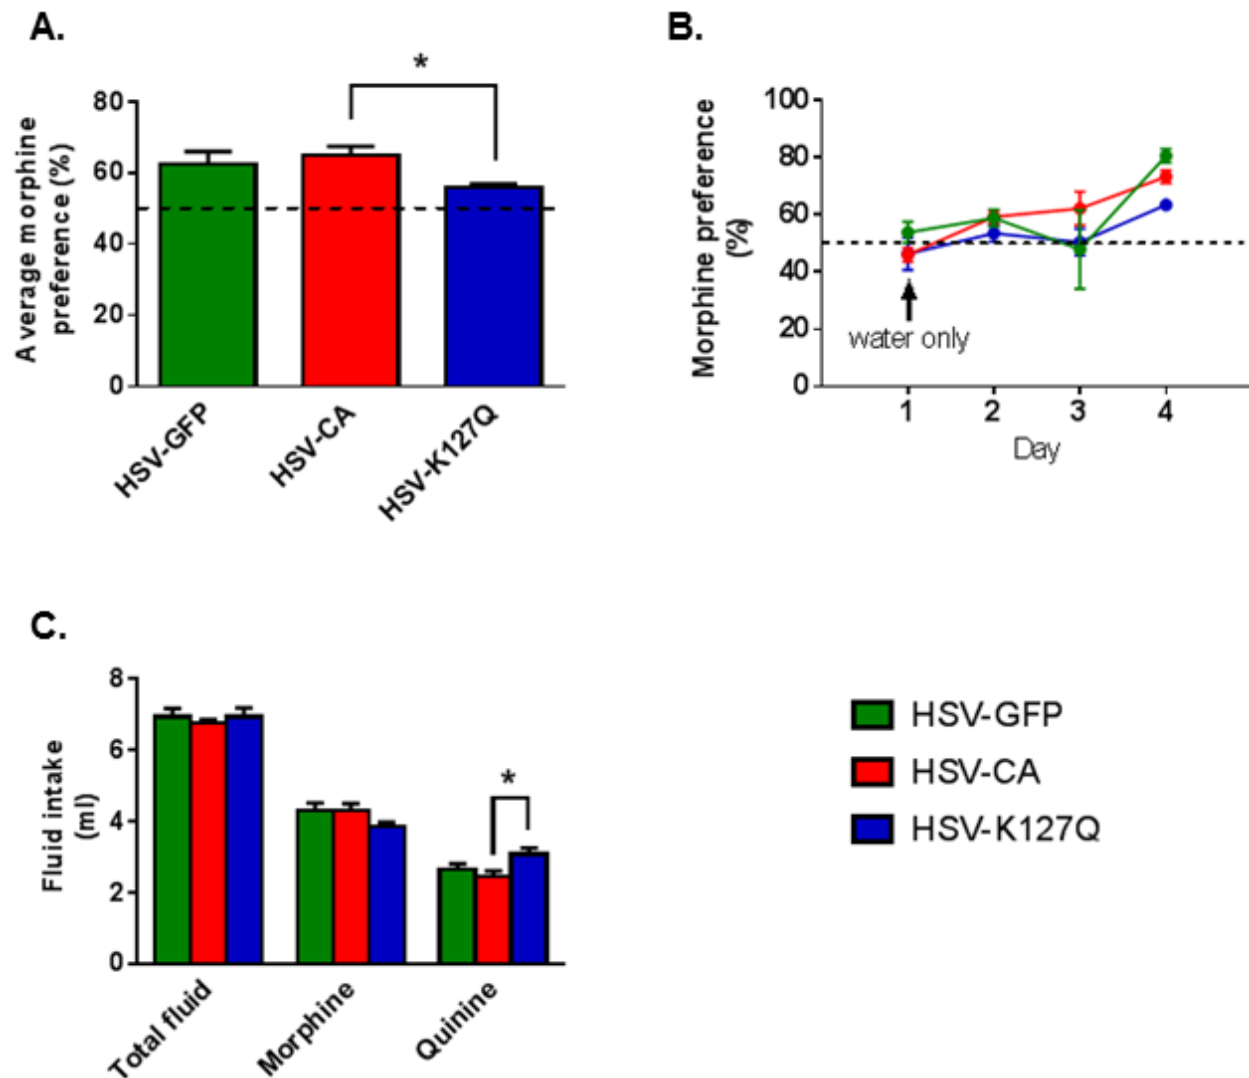 A.
*
Average morphine
preference (%)
80
60
40
20
0
HSV-GFP
HSV-CA
HSV-K127Q
B.
Morphine preference
(%)
100
80
60
40
20
0
water only
1 2 3 4
Day
C.
Fluid intake
(ml)
8
6
4
2
0
*
Total fluid
Morphine
Quinine
HSV-GFP
HSV-CA
HSV-K127Q